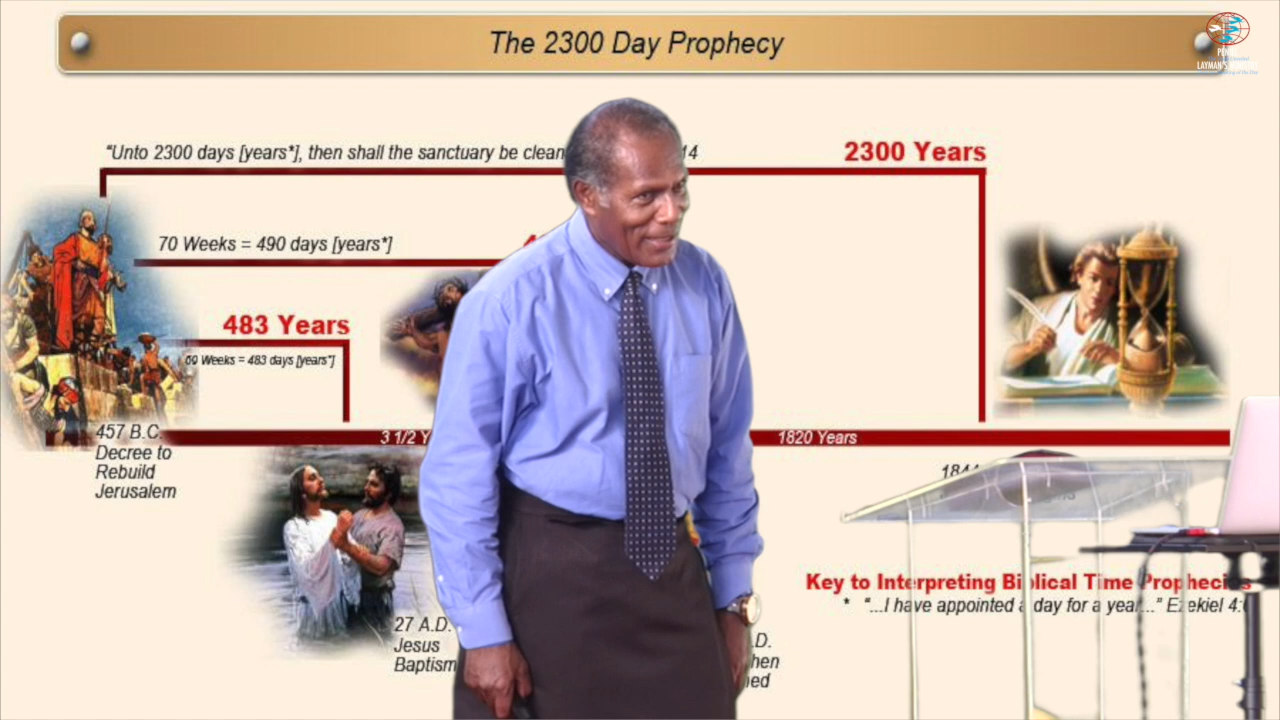 The 2300 Day Prophecy
LAYMAN'S
"Unto 2300 days [years*], then shall the sanctuary be clean
14
2300 Years
70 Weeks = 490 days [years*]
483 Years
Weeks = 483 days [years*]
3 1/2 Y
1820 Years
457 B.C.
Decree to
Rebuild
Jerusalem
184
27 A.D.
Jesus
Baptism
.D.
hen
ned
Key to Interpreting Biblical Time Prophecies
* "...I have appointed a day for a year..." Ezekiel 4: